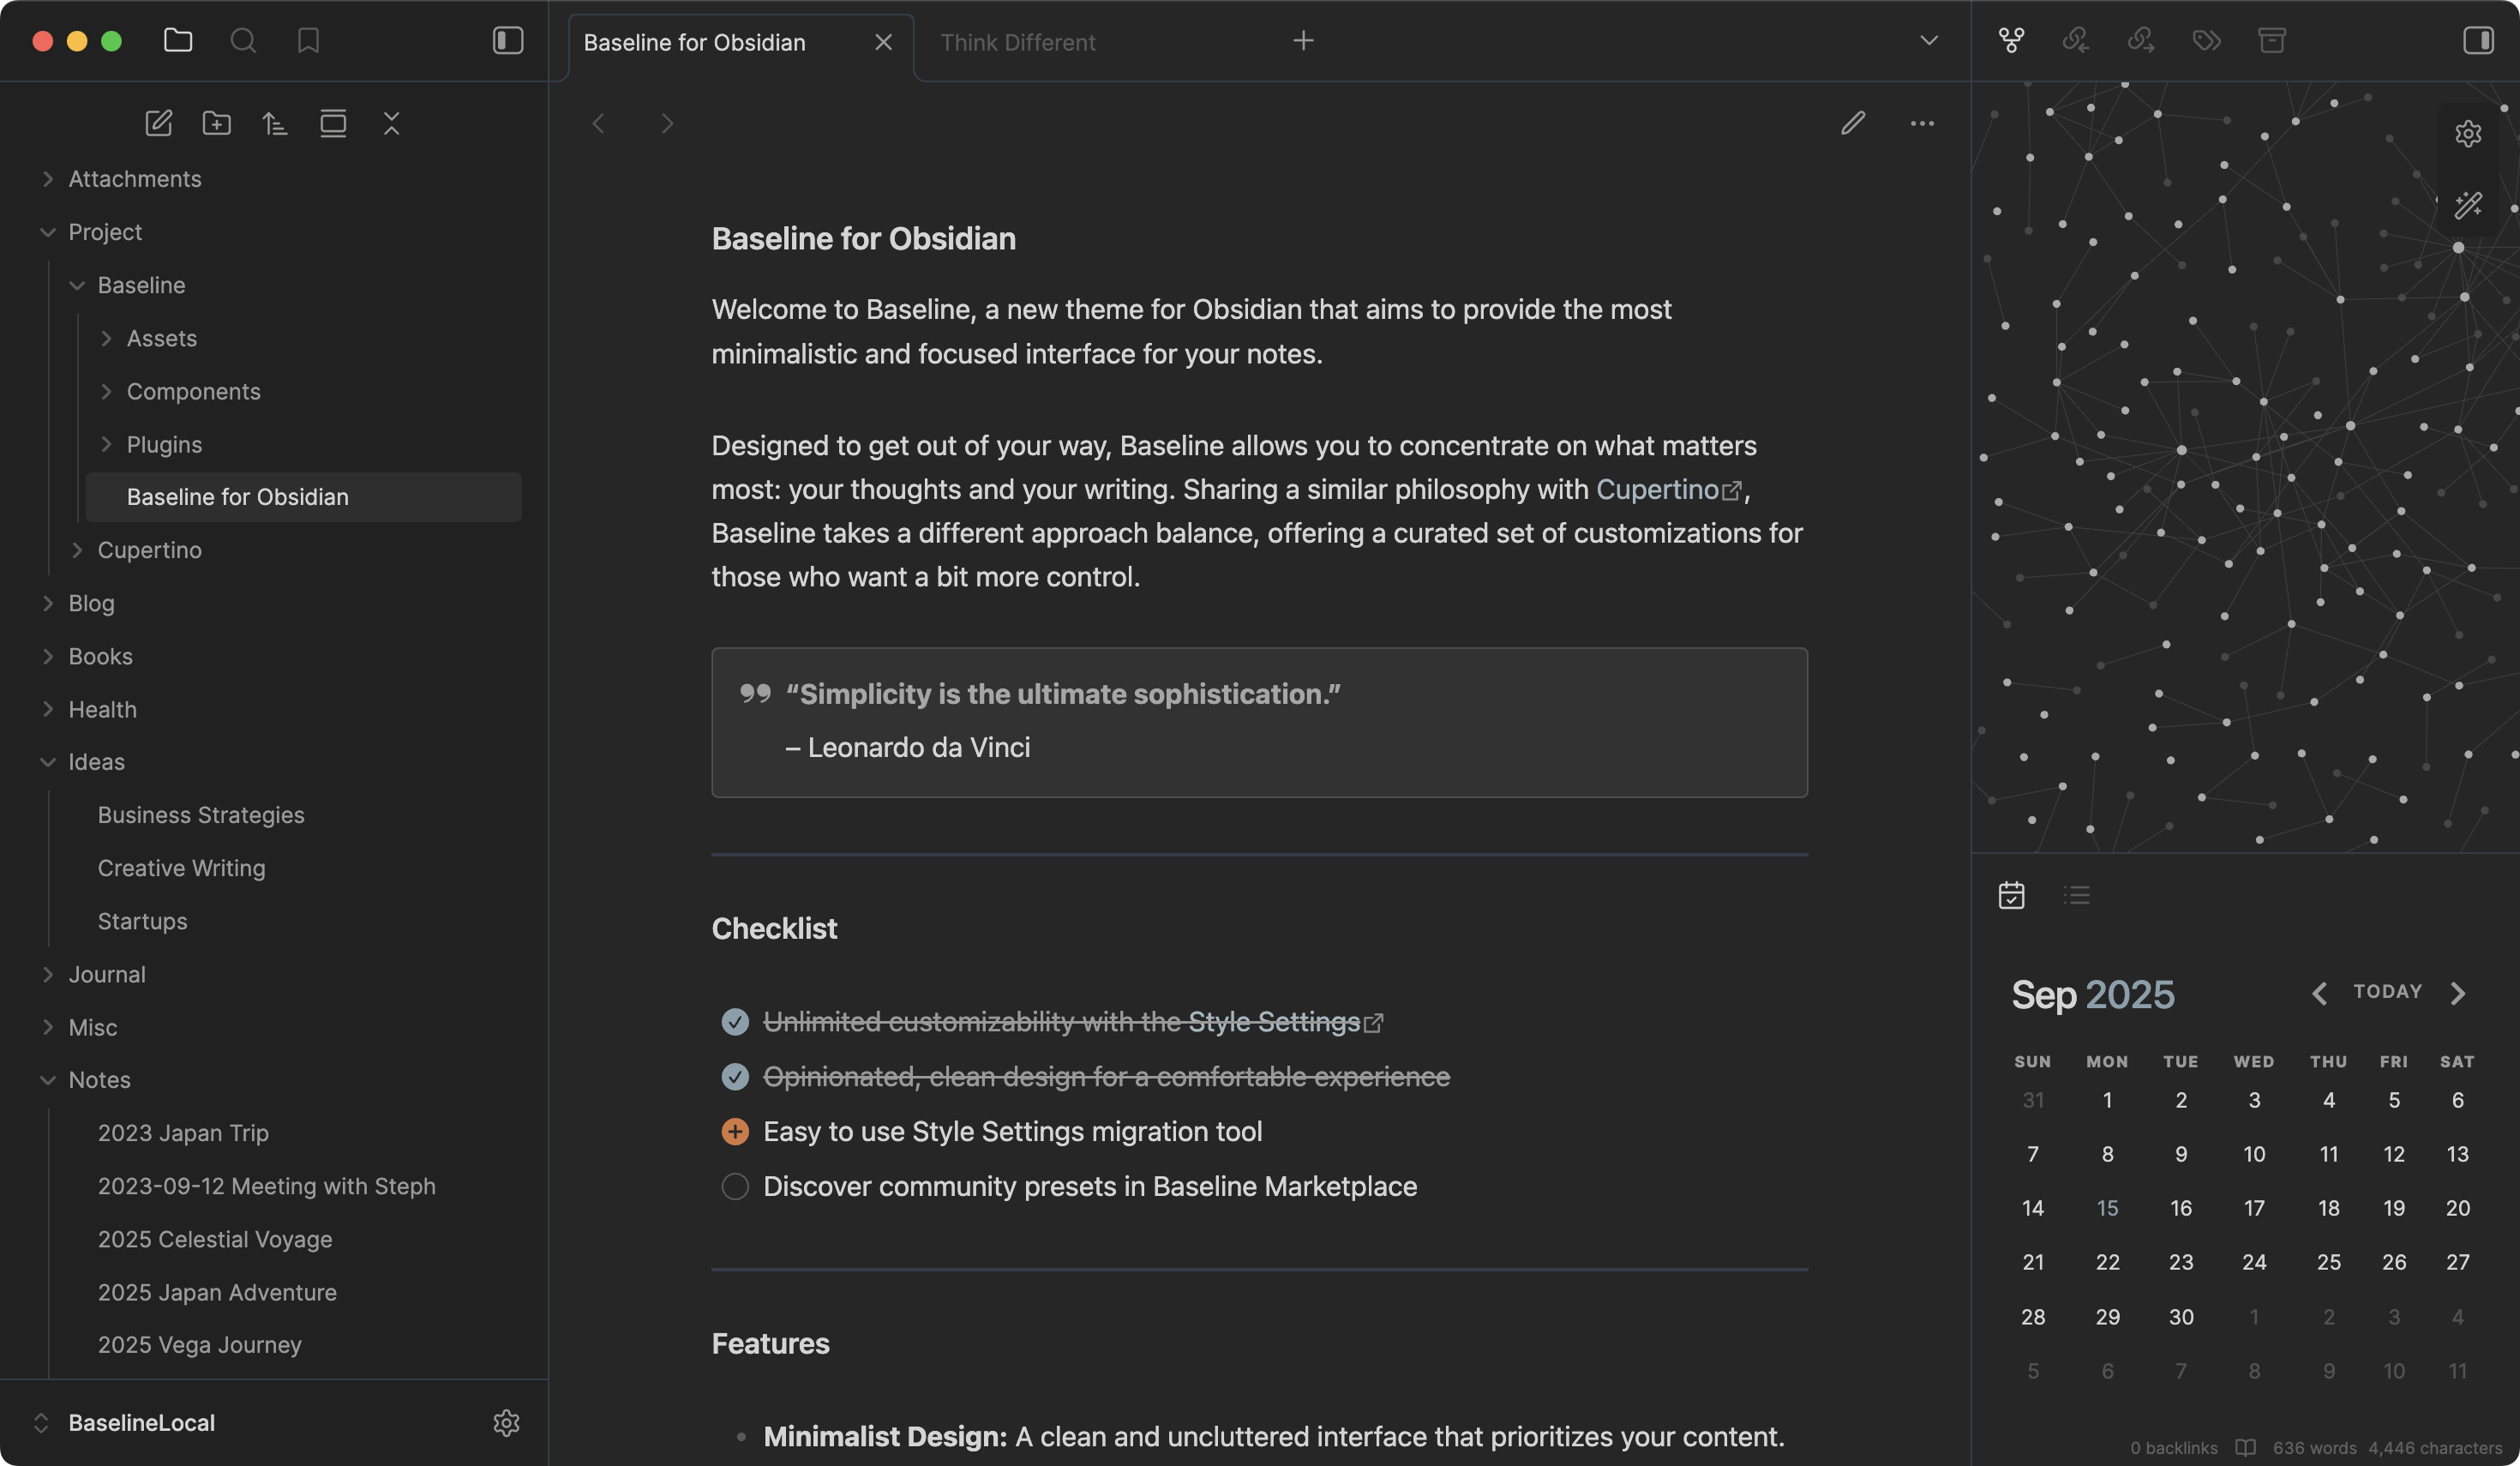 Baseline for Obsidian
Think Different
Attachments
Project
Baseline
Assets
Components
Plugins
Baseline for Obsidian
Cupertino
Blog
Books
Health
Ideas
Business Strategies
Creative Writing
Startups
Journal
Misc
Notes
2023 Japan Trip
2023-09-12 Meeting with Steph
2025 Celestial Voyage
2025 Japan Adventure
2025 Vega Journey
BaselineLocal
Baseline for Obsidian
Welcome to Baseline, a new theme for Obsidian that aims to provide the most
minimalistic and focused interface for your notes.
Designed to get out of your way, Baseline allows you to concentrate on what matters
most: your thoughts and your writing. Sharing a similar philosophy with Cupertino,
Baseline takes a different approach balance, offering a curated set of customizations for
those who want a bit more control.
“Simplicity is the ultimate sophistication.”
– Leonardo da Vinci
Checklist
Unlimited customizability with the Style Settings
Opinionated, clean design for a comfortable experience
Easy to use Style Settings migration tool
Discover community presets in Baseline Marketplace
Features
• Minimalist Design: A clean and uncluttered interface that prioritizes your content.
Sep 2025
TODAY
SUN MON TUE WED THU FRI SAT
31 1 2 3 4 5 6
7 8 9 10 11 12 13
14 15 16 17 18 19 20
21 22 23 24 25 26 27
28 29 30 1 2 3 4
5 6 7 8 9 10 11
0 backlinks 636 words 4,446 characters